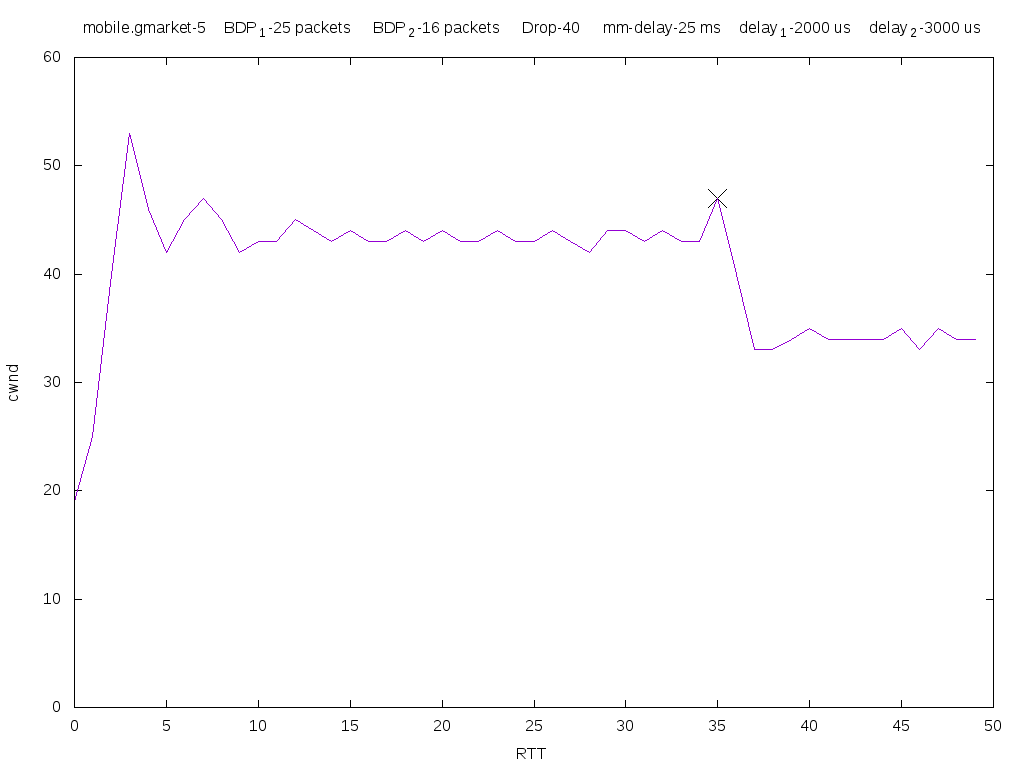 mobile.gmarket-5 BDP1-25 packets BDP2-16 packets Drop-40 mm-delay-25 ms delay1-2000 us delay2-3000 us
60
50
40
30
20
10
0
cwnd
0 5 10 15 20 25 30 35 40 45 50
RTT